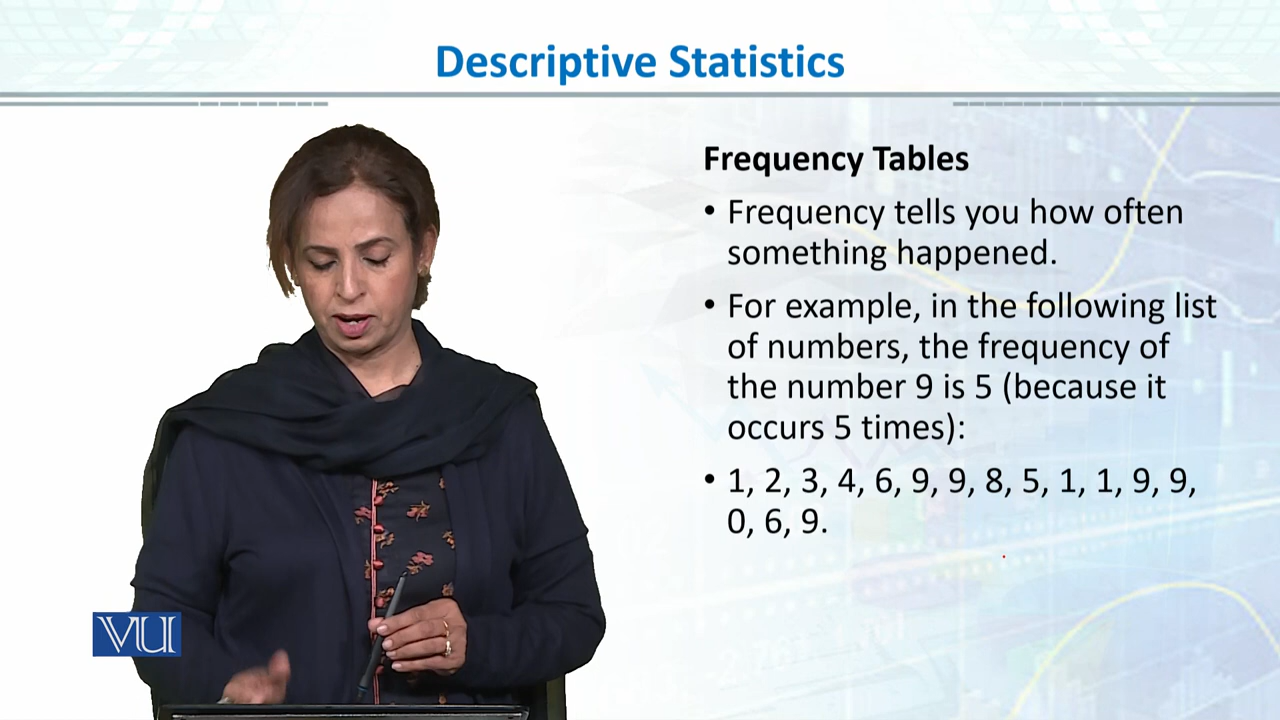 Descriptive Statistics
Frequency Tables
• Frequency tells you how often
something happened.
• For example, in the following list
of numbers, the frequency of
the number 9 is 5 (because it
occurs 5 times):
• 1, 2, 3, 4, 6, 9, 9, 8, 5, 1, 1, 9, 9,
0, 6, 9.
VU